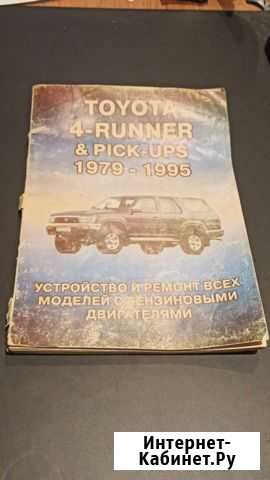 TOYOTA
4-RUNNER
& PICK-UPS
1979 - 1995
УСТРОЙСТВО И РЕМОНТ ВСЕХ
МОДЕЛЕЙ С БЕНЗИНОВЫМИ
ДВИГАТЕЛЯМИ
Интернет-
Кабинет.Ру